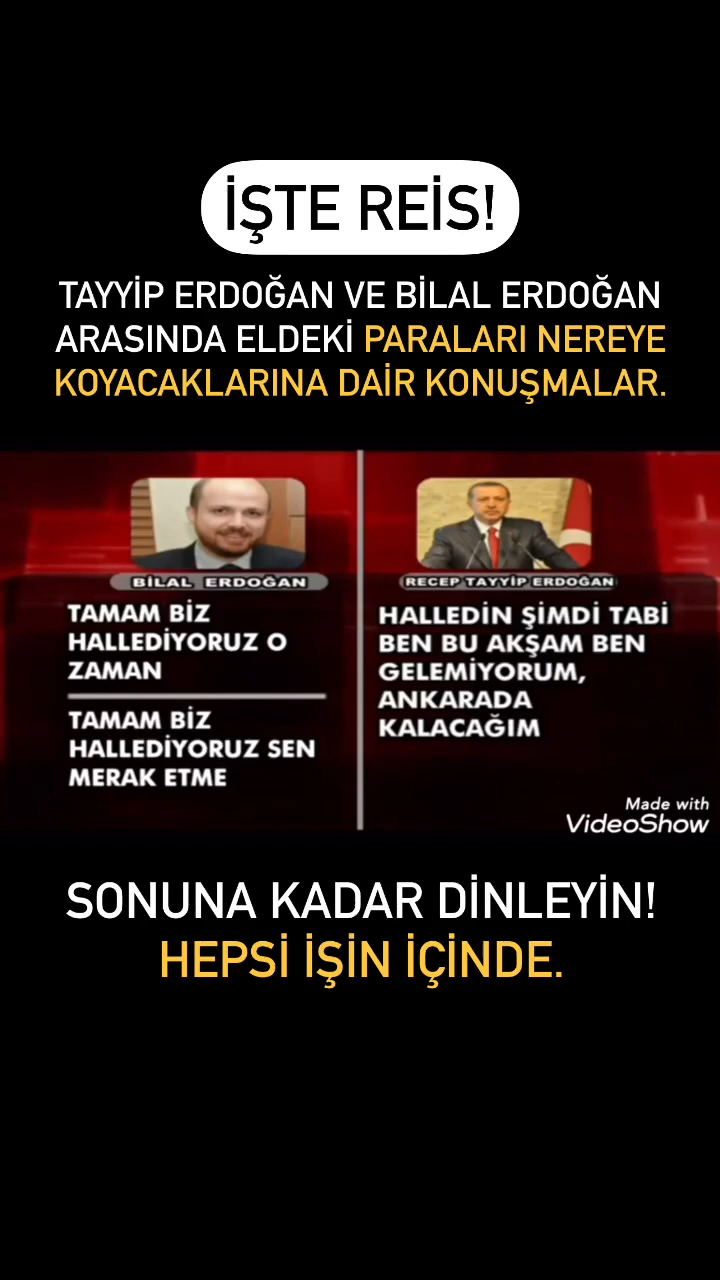 İŞTE REİS!
TAYYİP ERDOĞAN VE BİLAL ERDOĞAN
ARASINDA ELDEKİ PARALARI NEREYE
KOYACAKLARINA DAİR KONUŞMALAR.
BİLAL ERDOĞAN
TAMAM BİZ
HALLEDİYORUZ O
ZAMAN
TAMAM BİZ
HALLEDİYORUZ SEN
MERAK ETME
RECEP TAYYİP ERDOĞAN
HALLEDİN ŞİMDİ TABİ
BEN BU AKŞAM BEN
GELEMİYORUM,
ANKARADA
KALACAĞIM
Made with
VideoShow
SONUNA KADAR DİNLEYİN!
HEPSİ İŞİN İÇİNDE.